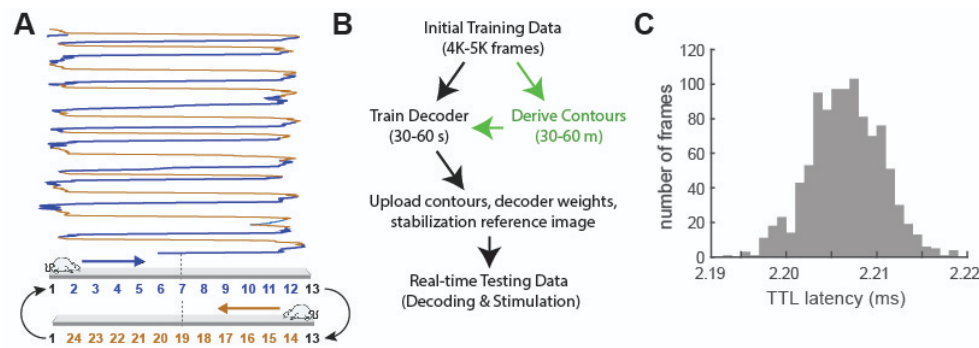 A
1 2 3 4 5 6 7 8 9 10 11 12 13
1 24 23 22 21 20 19 18 17 16 15 14 13
B
Initial Training Data
(4K-5K frames)
Train Decoder
(30-60 s)
Derive Contours
(30-60 m)
Upload contours, decoder weights,
stabilization reference image
Real-time Testing Data
(Decoding & Stimulation)
C
number of frames
120
100
80
60
40
20
0
2.19 2.20 2.21 2.22
TTL latency (ms)